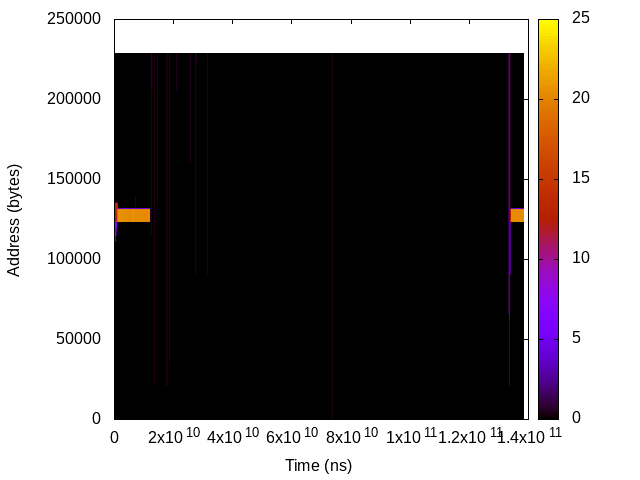 250000
200000
150000
100000
50000
0
Address (bytes)
0
2x10^10
4x10^10
6x10^10
8x10^10
1x10^11
1.2x10^11
1.4x10^11
Time (ns)
25
20
15
10
5
0